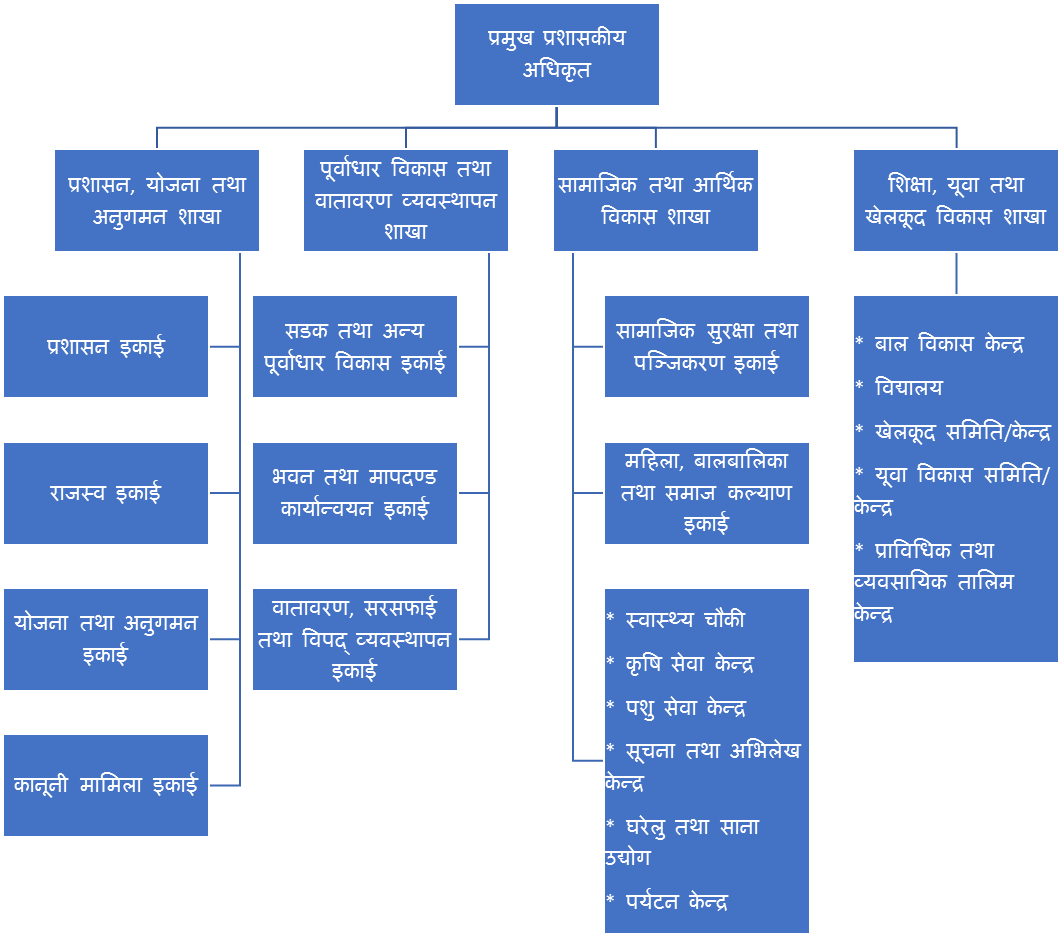 प्रमुख प्रशासकीय
अधिकृत
प्रशासन, योजना तथा
अनुगमन शाखा
पूर्वाधार विकास तथा
वातावरण व्यवस्थापन
शाखा
सामाजिक तथा आर्थिक
विकास शाखा
शिक्षा, यूवा तथा
खेलकूद विकास शाखा
प्रशासन इकाई
राजस्व इकाई
योजना तथा अनुगमन
इकाई
कानूनी मामिला इकाई
सडक तथा अन्य
पूर्वाधार विकास इकाई
भवन तथा मापदण्ड
कार्यान्वयन इकाई
वातावरण, सरसफाई
तथा विपद् व्यवस्थापन
इकाई
सामाजिक सुरक्षा तथा
पञ्जिकरण इकाई
महिला, बालबालिका
तथा समाज कल्याण
इकाई
* स्वास्थ्य चौकी
* कृषि सेवा केन्द्र
* पशु सेवा केन्द्र
* सूचना तथा अभिलेख
केन्द्र
* घरेलु तथा साना
उद्योग
* पर्यटन केन्द्र
* बाल विकास केन्द्र
* विद्यालय
* खेलकूद समिति/केन्द्र
* यूवा विकास समिति/
केन्द्र
* प्राविधिक तथा
व्यवसायिक तालिम
केन्द्र